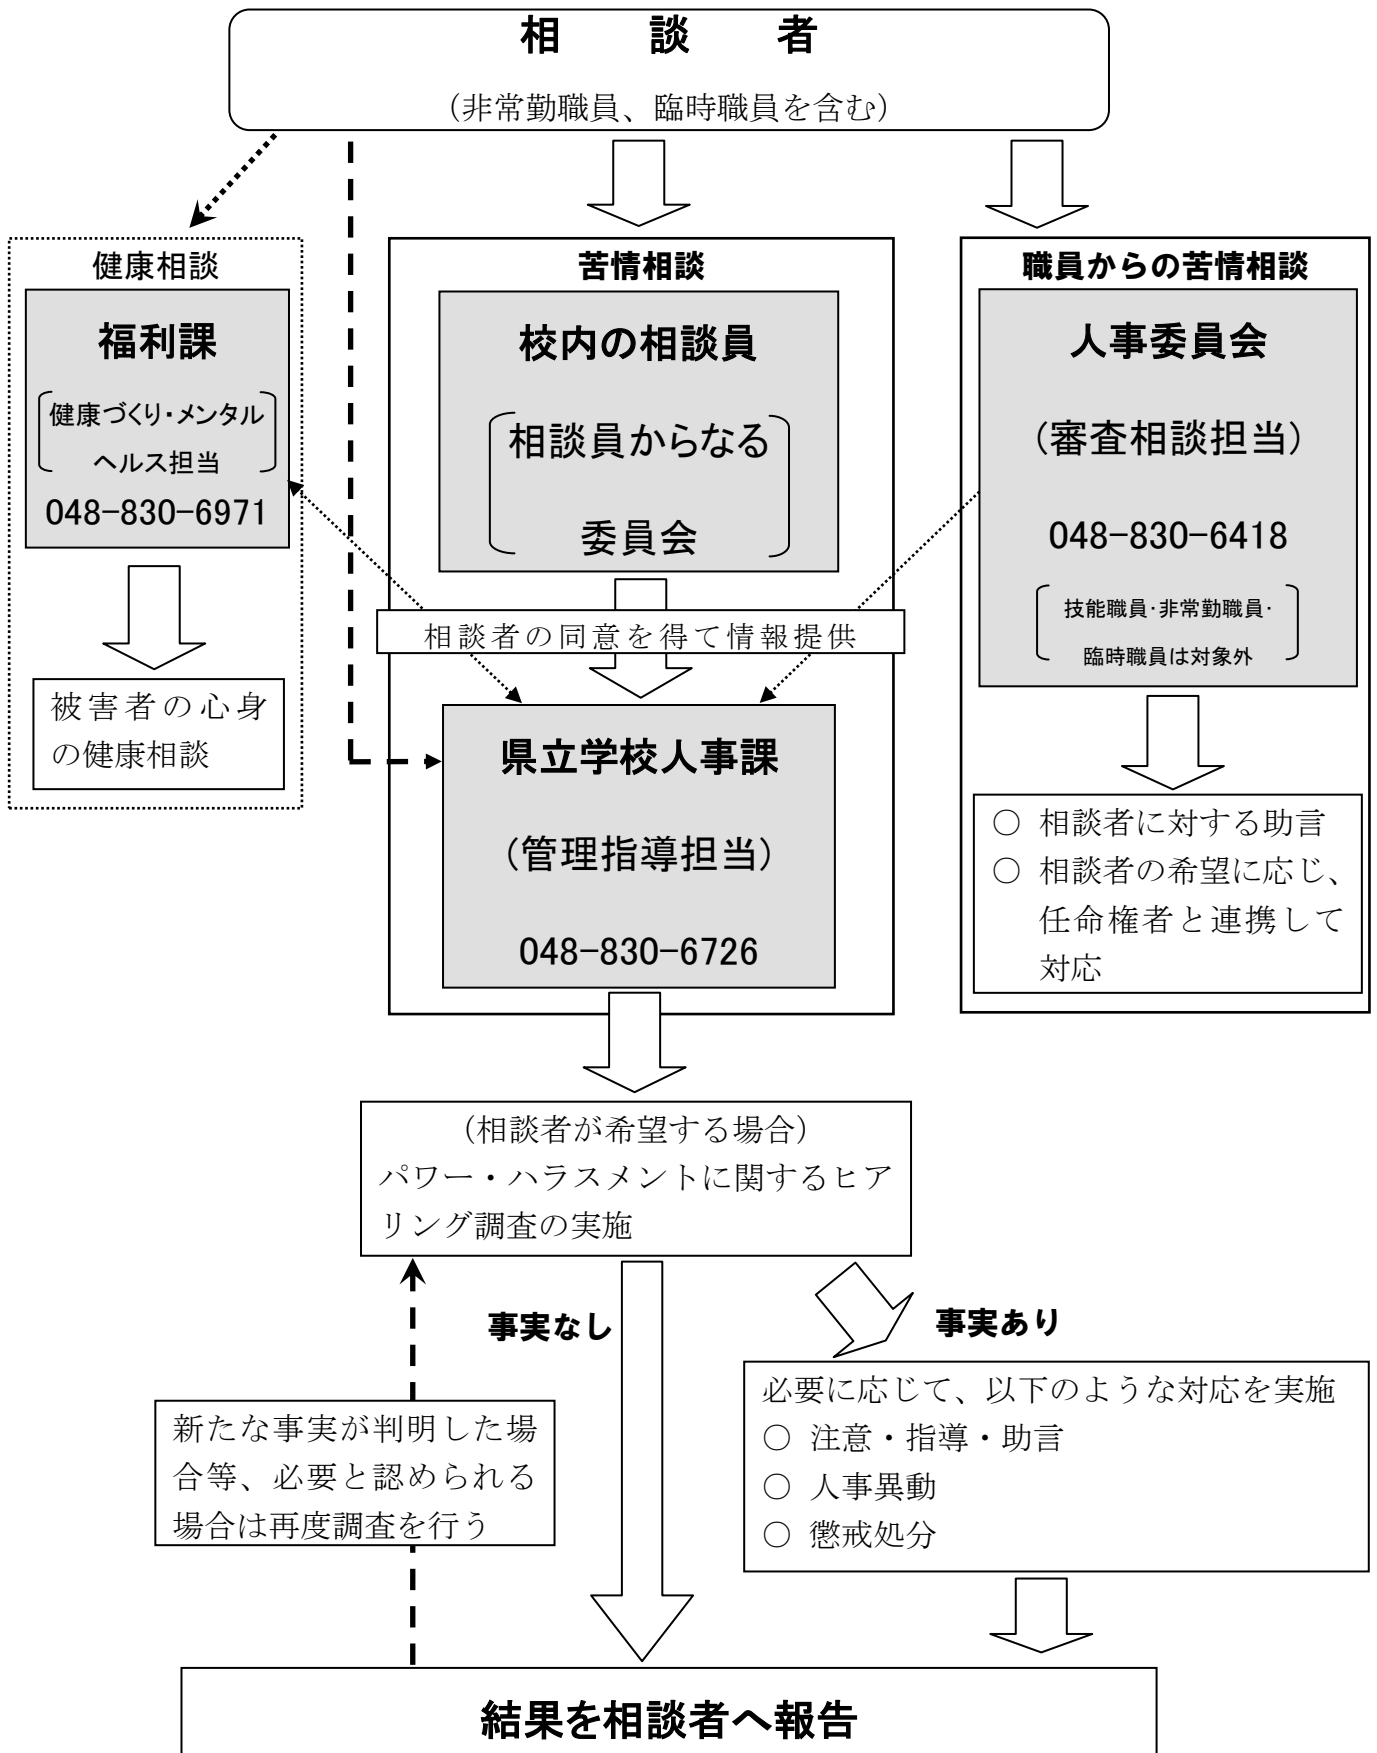 相 談 者
（非常勤職員、臨時職員を含む）
健康相談
福利課
健康づくり・メンタル
ヘルス担当
048-830-6971
被害者の心身
の健康相談
苦情相談
校内の相談員
相談員からなる
委員会
相談者の同意を得て情報提供
県立学校人事課
（管理指導担当）
048-830-6726
職員からの苦情相談
人事委員会
（審査相談担当）
048-830-6418
技能職員・非常勤職員・
臨時職員は対象外
○ 相談者に対する助言
○ 相談者の希望に応じ、
任命権者と連携して
対応
（相談者が希望する場合）
パワー・ハラスメントに関するヒア
リング調査の実施
事実なし
事実あり
新たな事実が判明した場
合等、必要と認められる
場合は再度調査を行う
必要に応じて、以下のような対応を実施
○ 注意・指導・助言
○ 人事異動
○ 懲戒処分
結果を相談者へ報告